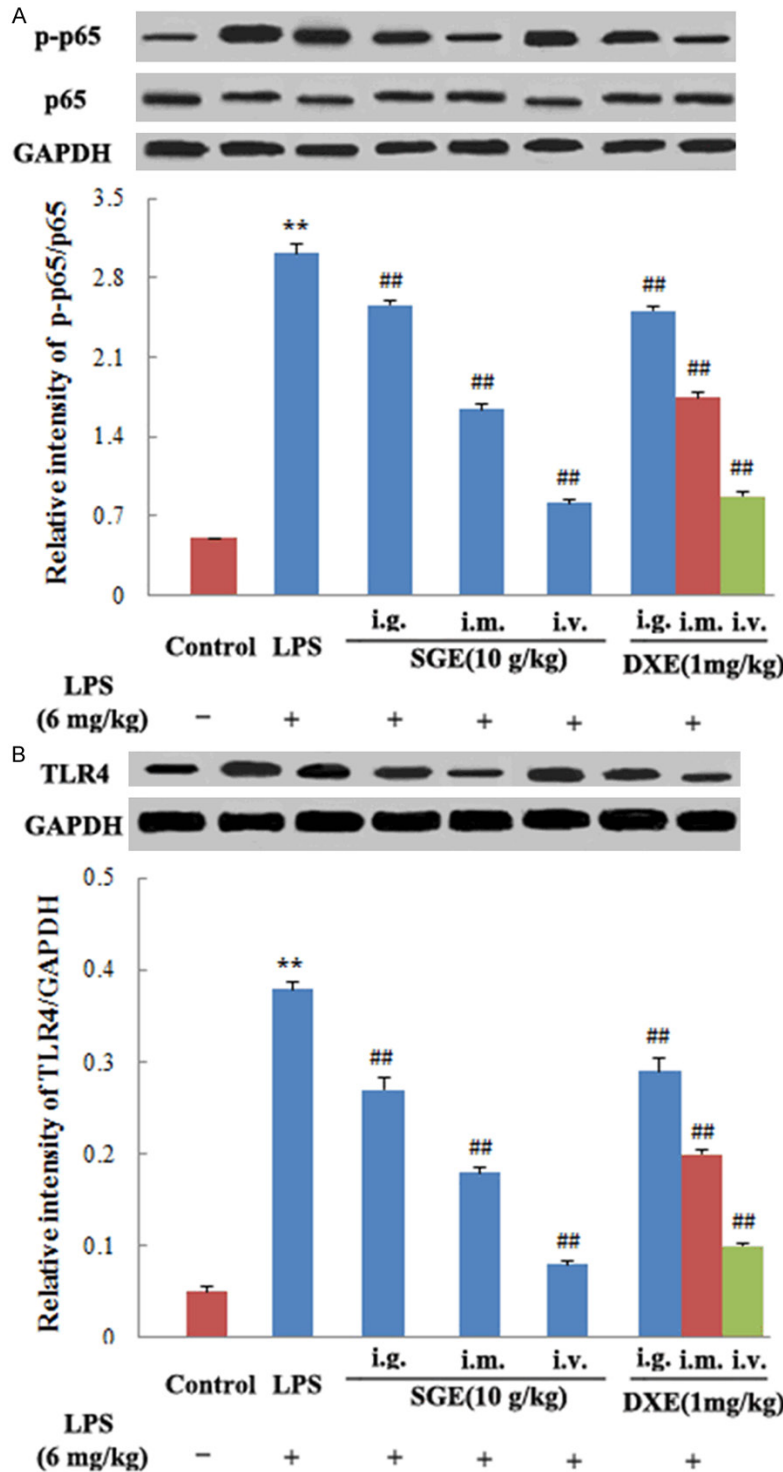 A
p-p65
p65
GAPDH
Relative intensity of p-p65/p65
3.5
2.8
2.1
1.4
0.7
0
** ## ## ## ## ## ##
i.g. i.m. i.v. i.g. i.m. i.v.
Control LPS SGE(10 g/kg) DXE(1mg/kg)
LPS
(6 mg/kg) − + + + + +
B
TLR4
GAPDH
Relative intensity of TLR4/GAPDH
0.5
0.4
0.3
0.2
0.1
0
** ## ## ## ## ## ##
i.g. i.m. i.v. i.g. i.m. i.v.
Control LPS SGE(10 g/kg) DXE(1mg/kg)
LPS
(6 mg/kg) − + + + + +